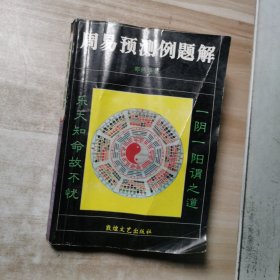 周易预测例题解
一阴一阳谓之道
乐天知命故不忧
敦煌文艺出版社